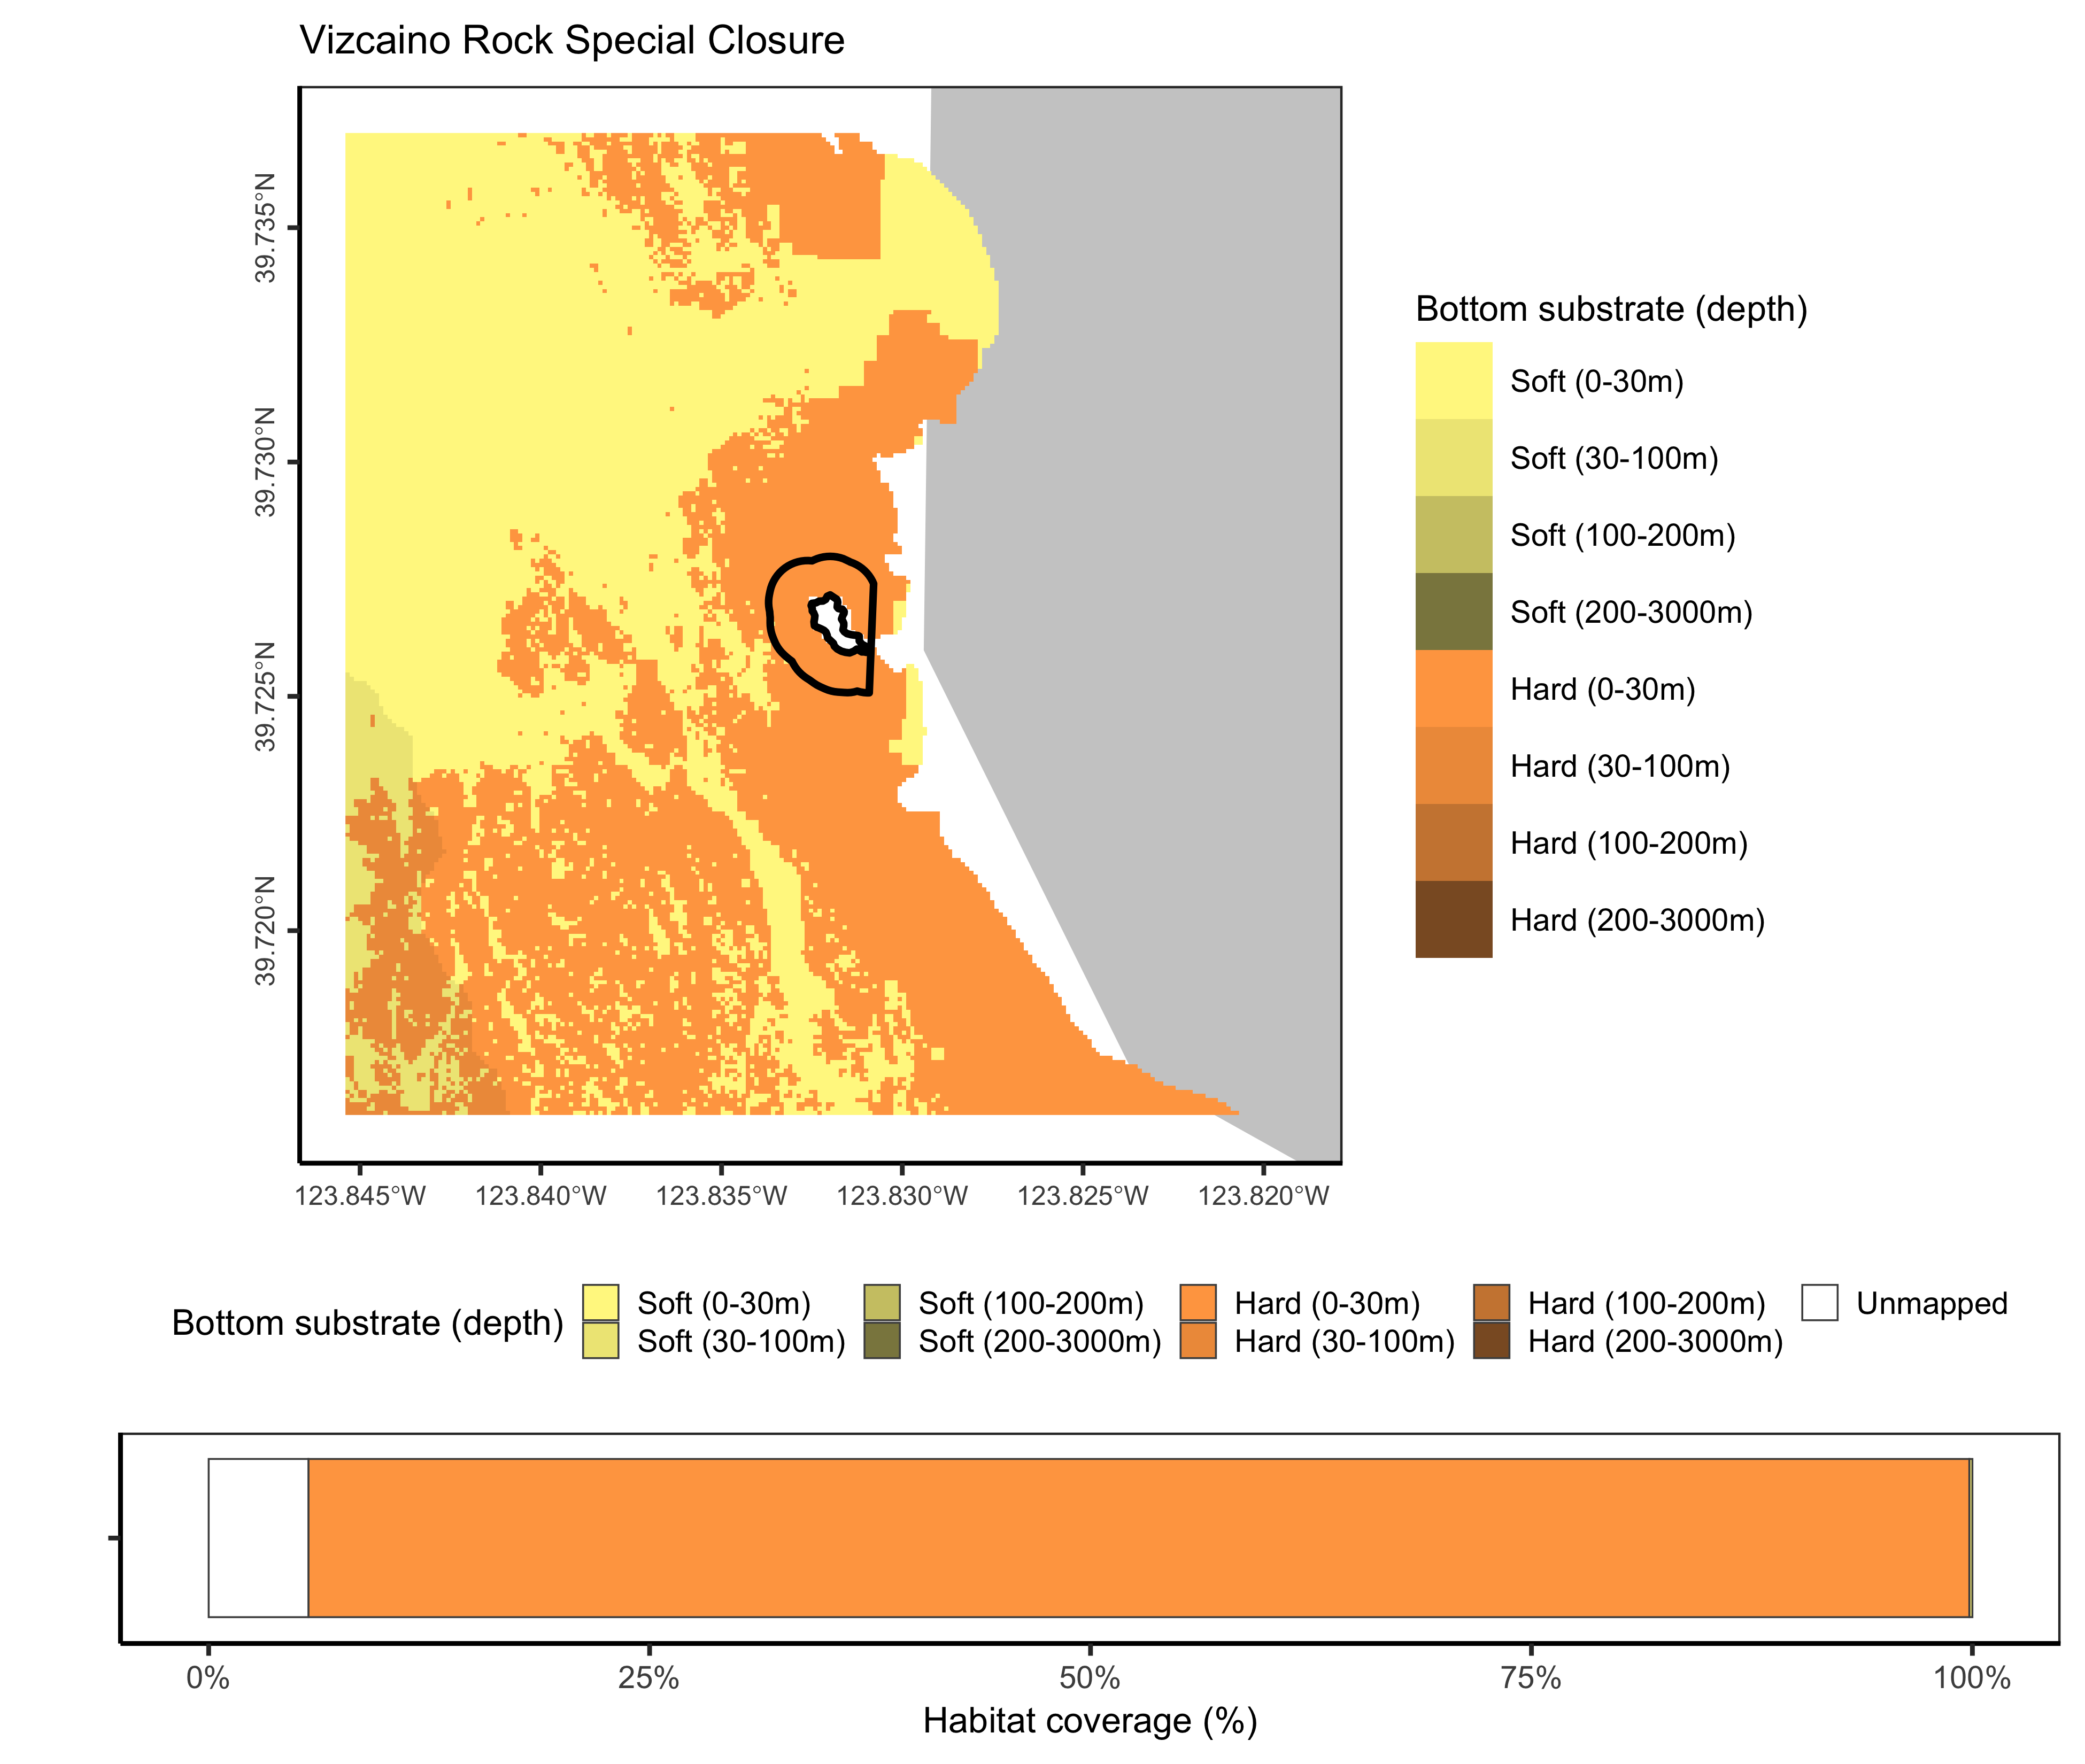 Vizcaino Rock Special Closure
39.735°N
39.730°N
39.725°N
39.720°N
123.845°W 123.840°W 123.835°W 123.830°W 123.825°W 123.820°W
Bottom substrate (depth)
Soft (0-30m)
Soft (30-100m)
Soft (100-200m)
Soft (200-3000m)
Hard (0-30m)
Hard (30-100m)
Hard (100-200m)
Hard (200-3000m)
Bottom substrate (depth)
Soft (0-30m) Soft (100-200m) Hard (0-30m) Hard (100-200m) Unmapped
Soft (30-100m) Soft (200-3000m) Hard (30-100m) Hard (200-3000m)
0% 25% 50% 75% 100%
Habitat coverage (%)